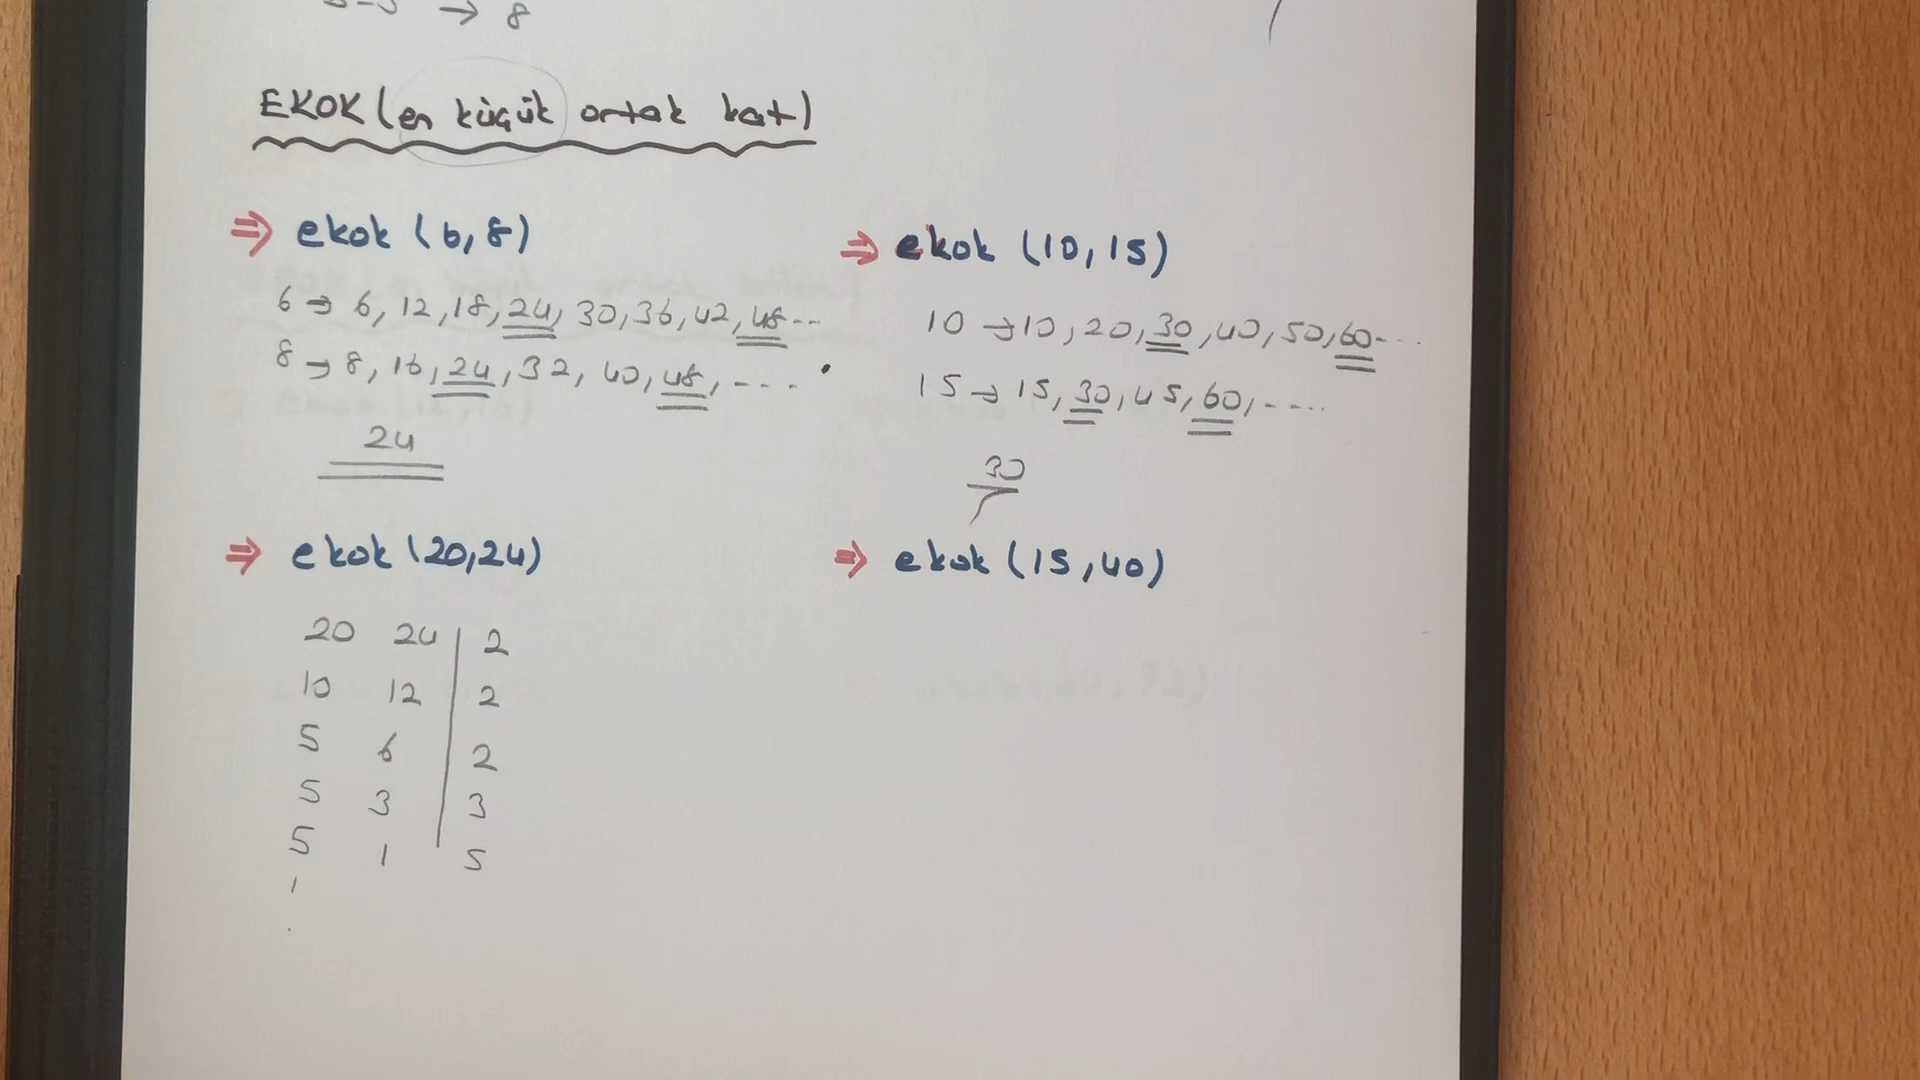 → 8
EKOK (en küçük ortak kat)
⇒ ekok (6,8)
6 → 6, 12, 18, 24, 30, 36, 42, 48...
8 → 8, 16, 24, 32, 40, 48, ....
24
⇒ ekok (10, 15)
10 → 10, 20, 30, 40, 50, 60....
15 → 15, 30, 45, 60, ....
30
⇒ ekok (20,24)
20 24 | 2
10 12 | 2
5 6 | 2
5 3 | 3
5 1 | 5
1
⇒ ekok (15, 40)